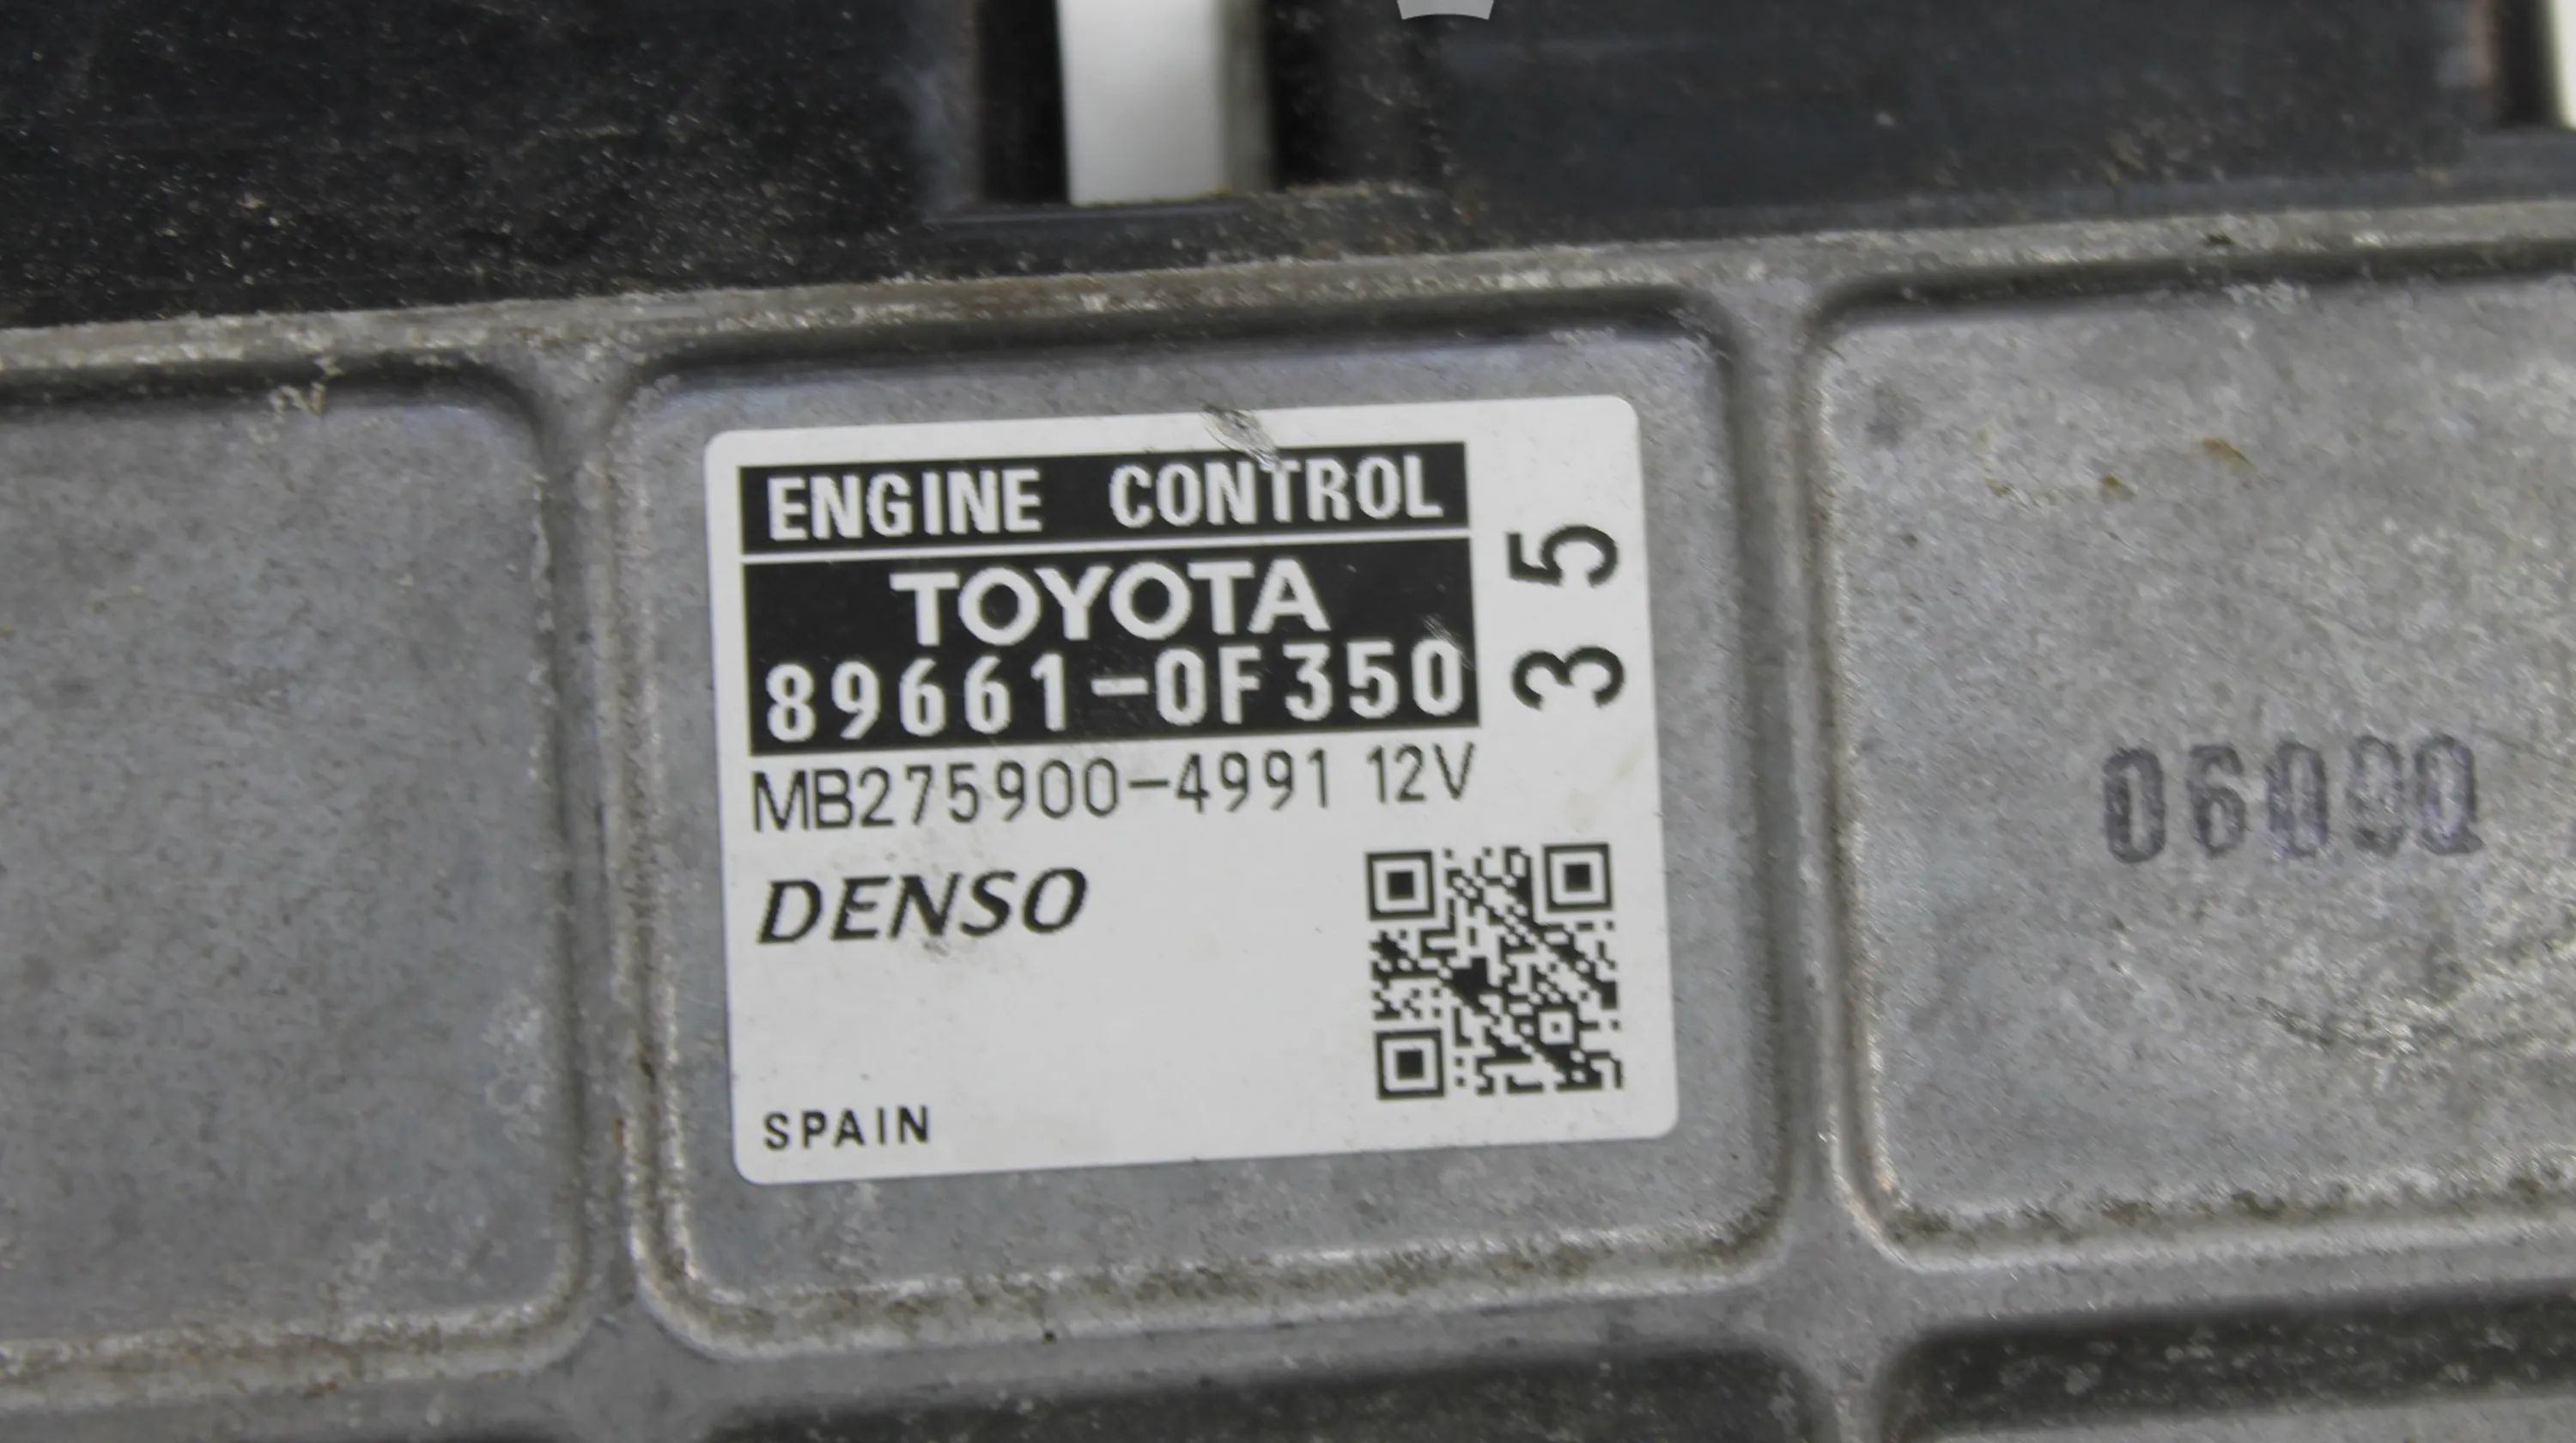 ENGINE CONTROL
TOYOTA
89661-0F350
35
MB275900-4991 12V
DENSO
SPAIN